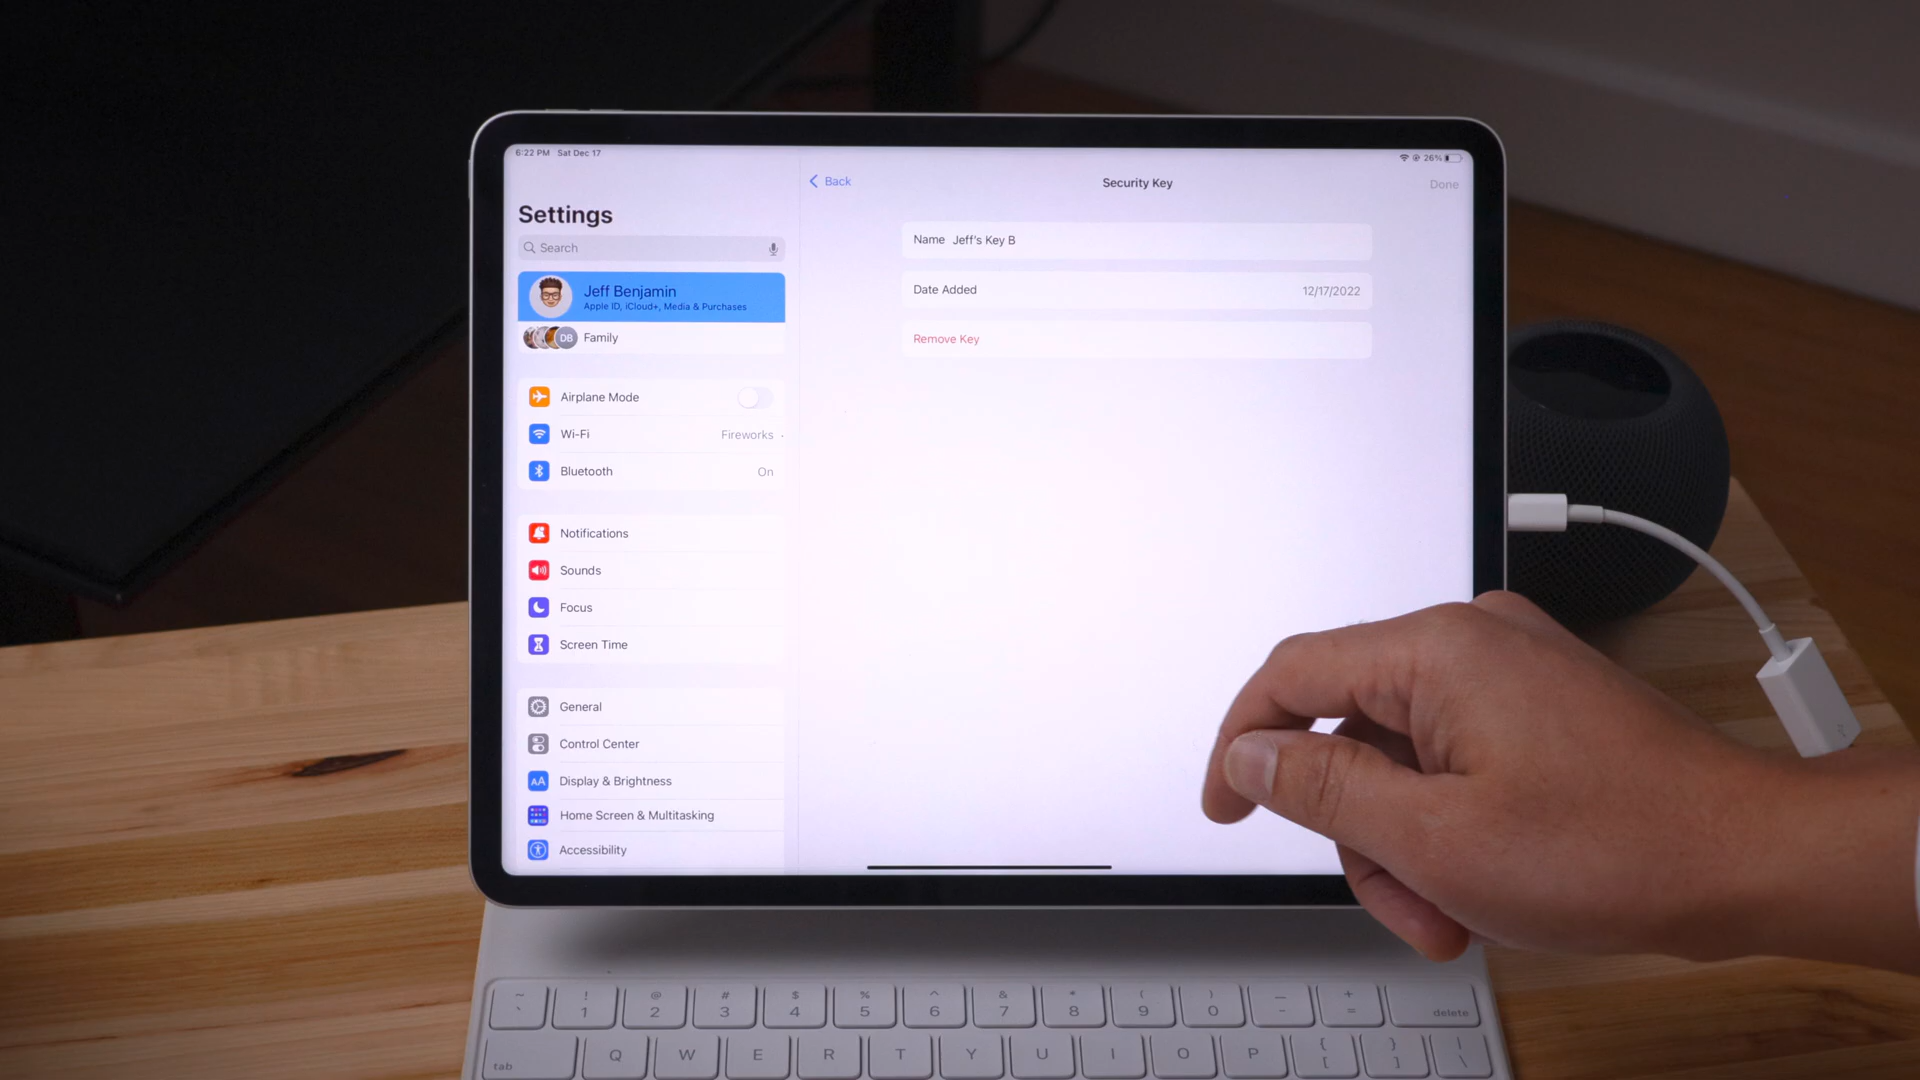 6:22 PM Sat Dec 17
26%
Settings
Search
Jeff Benjamin
Apple ID, iCloud+, Media & Purchases
DB Family
Airplane Mode
Wi-Fi Fireworks
Bluetooth On
Notifications
Sounds
Focus
Screen Time
General
Control Center
AA Display & Brightness
Home Screen & Multitasking
Accessibility
Back
Security Key
Done
Name Jeff's Key B
Date Added 12/17/2022
Remove Key
~ ! @ # $ % ^ & * ( ) — +
` 1 2 3 4 5 6 7 8 9 0 - = delete
{ } |
tab Q W E R T Y U I O P [ ] \